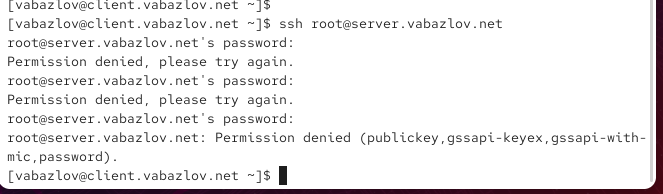 [vabazlov@client.vabazlov.net ~]$
[vabazlov@client.vabazlov.net ~]$ ssh root@server.vabazlov.net
root@server.vabazlov.net's password:
Permission denied, please try again.
root@server.vabazlov.net's password:
Permission denied, please try again.
root@server.vabazlov.net's password:
root@server.vabazlov.net: Permission denied (publickey,gssapi-keyex,gssapi-with-
mic,password).
[vabazlov@client.vabazlov.net ~]$